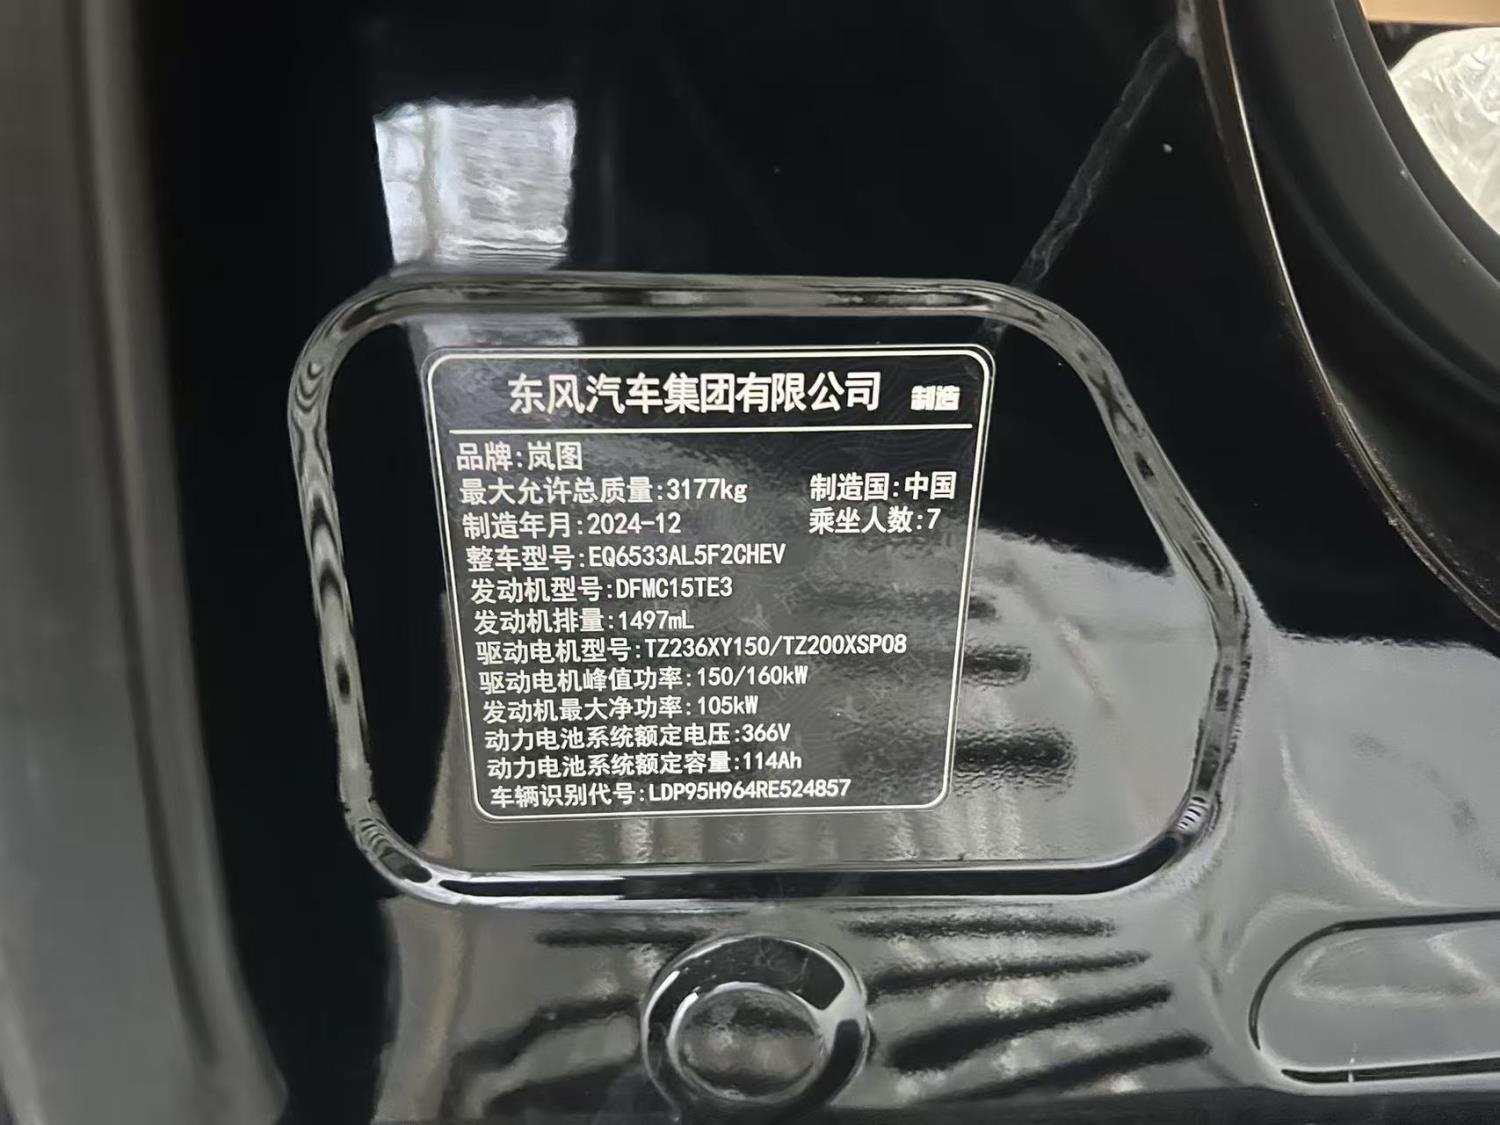 东风汽车集团有限公司 制造
品牌:岚图
最大允许总质量:3177kg 制造国:中国
制造年月:2024-12 乘坐人数:7
整车型号:EQ6533AL5F2CHEV
发动机型号:DFMC15TE3
发动机排量:1497mL
驱动电机型号:TZ236XY150/TZ200XSP08
驱动电机峰值功率:150/160kW
发动机最大净功率:105kW
动力电池系统额定电压:366V
动力电池系统额定容量:114Ah
车辆识别代号:LDP95H964RE524857